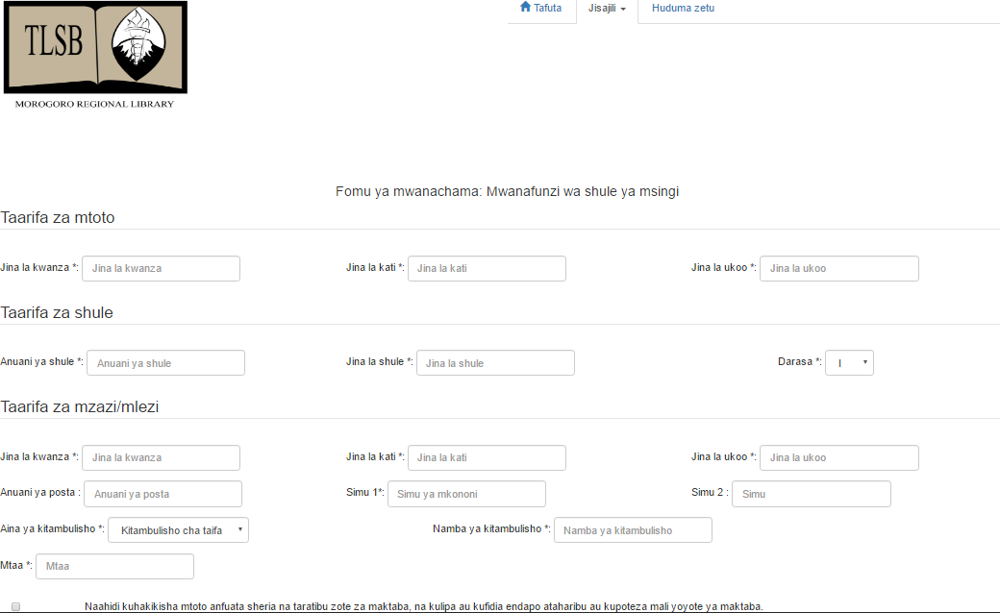 Tafuta Jisajili Huduma zetu
TLSB
MOROGORO REGIONAL LIBRARY
Fomu ya mwanachama: Mwanafunzi wa shule ya msingi
Taarifa za mtoto
Jina la kwanza *: Jina la kwanza Jina la kati *: Jina la kati Jina la ukoo *: Jina la ukoo
Taarifa za shule
Anuani ya shule *: Anuani ya shule Jina la shule *: Jina la shule Darasa *: I
Taarifa za mzazi/mlezi
Jina la kwanza *: Jina la kwanza Jina la kati *: Jina la kati Jina la ukoo *: Jina la ukoo
Anuani ya posta : Anuani ya posta Simu 1*: Simu ya mkononi Simu 2 : Simu
Aina ya kitambulisho *: Kitambulisho cha taifa Namba ya kitambulisho *: Namba ya kitambulisho
Mtaa *: Mtaa
Naahidi kuhakikisha mtoto anfuata sheria na taratibu zote za maktaba, na kulipa au kufidia endapo ataharibu au kupoteza mali yoyote ya maktaba.